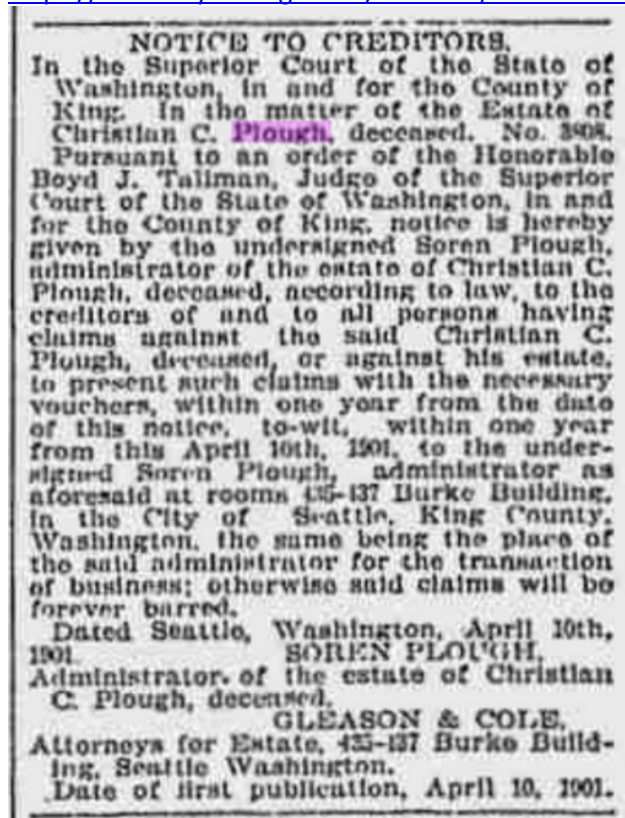 NOTICE TO CREDITORS.
In the Superior Court of the State of
Washington, in and for the County of
King. In the matter of the Estate of
Christian C. Plough, deceased. No. 3808.
Pursuant to an order of the Honorable
Boyd J. Tallman, Judge of the Superior
Court of the State of Washington, in and
for the County of King, notice is hereby
given by the undersigned Soren Plough,
administrator of the estate of Christian C.
Plough, deceased, according to law, to the
creditors of and to all persons having
claims against the said Christian C.
Plough, deceased, or against his estate,
to present such claims with the necessary
vouchers, within one year from the date
of this notice, to-wit, within one year
from this April 10th, 1901, to the under-
signed Soren Plough, administrator as
aforesaid at rooms 435-437 Burke Building,
in the City of Seattle, King County,
Washington, the same being the place of
the said administrator for the transaction
of business; otherwise said claims will be
forever barred.
Dated Seattle, Washington, April 10th,
1901. SOREN PLOUGH,
Administrator of the estate of Christian
C. Plough, deceased.
GLEASON & COLE,
Attorneys for Estate, 435-437 Burke Build-
ing, Seattle Washington.
Date of first publication, April 10, 1901.